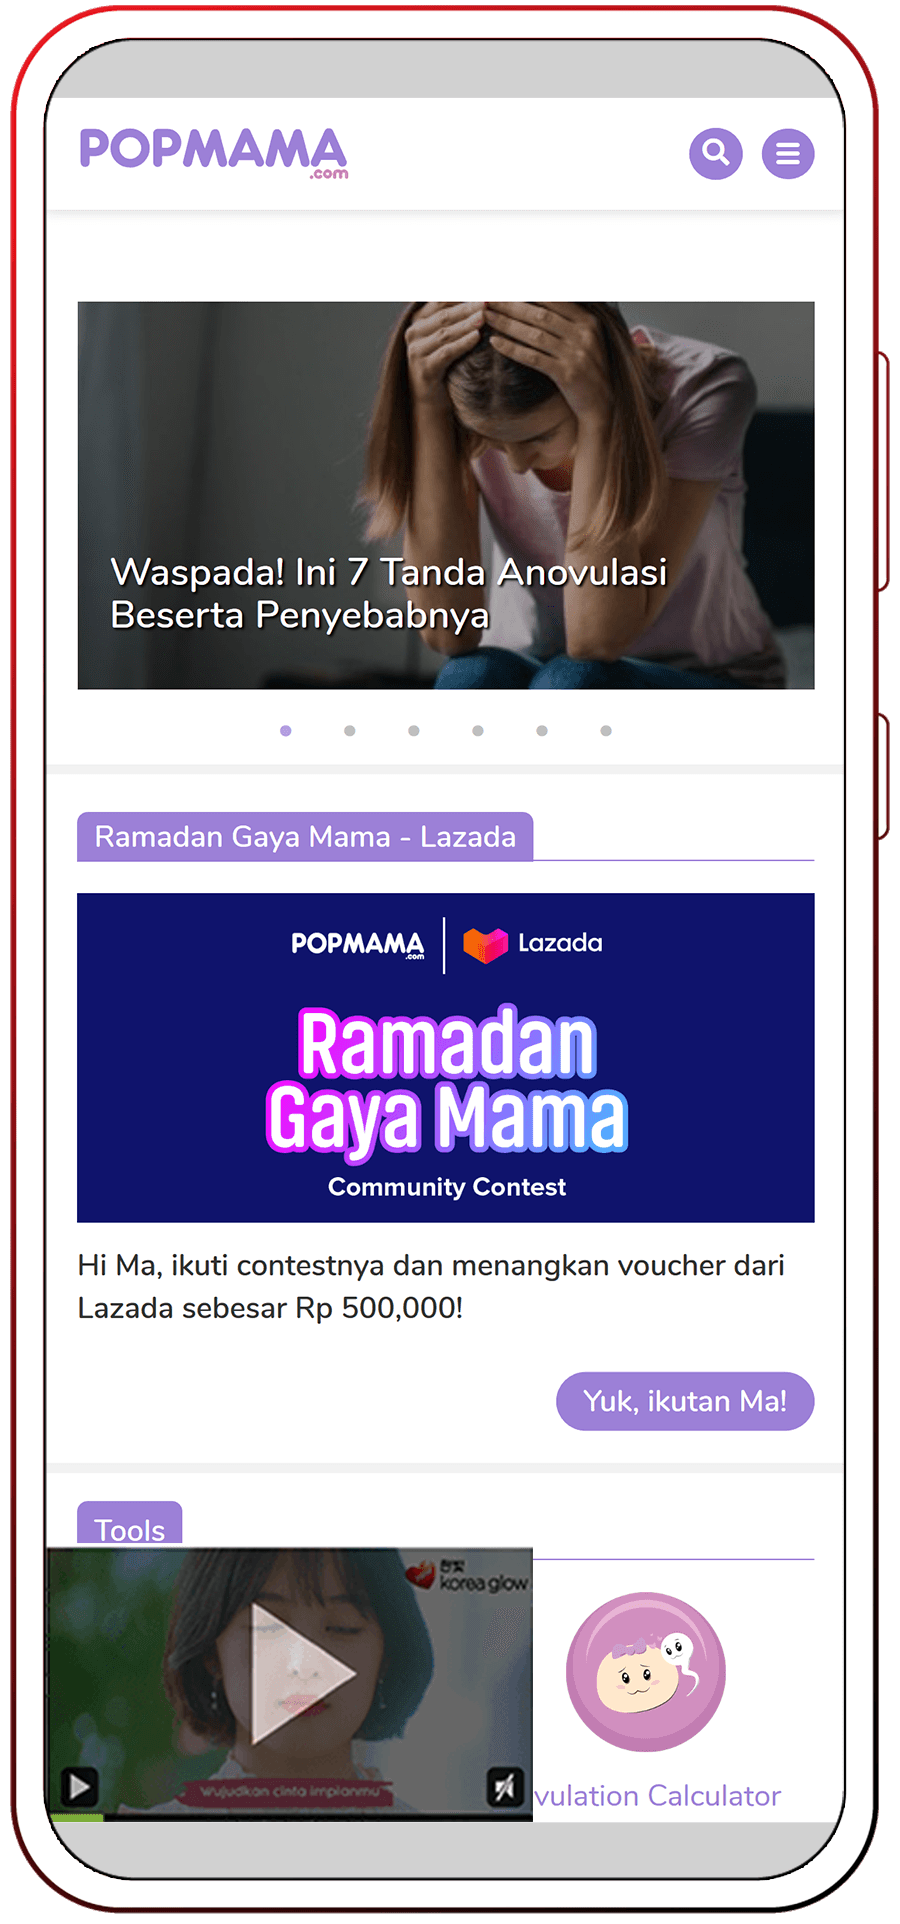 POPMAMA
.com
Waspada! Ini 7 Tanda Anovulasi
Beserta Penyebabnya
Ramadan Gaya Mama - Lazada
POPMAMA
.com
Lazada
Ramadan
Gaya Mama
Community Contest
Hi Ma, ikuti contestnya dan menangkan voucher dari
Lazada sebesar Rp 500,000!
Yuk, ikutan Ma!
Tools
korea glow
Wujudkan cinta impianmu
vulation Calculator